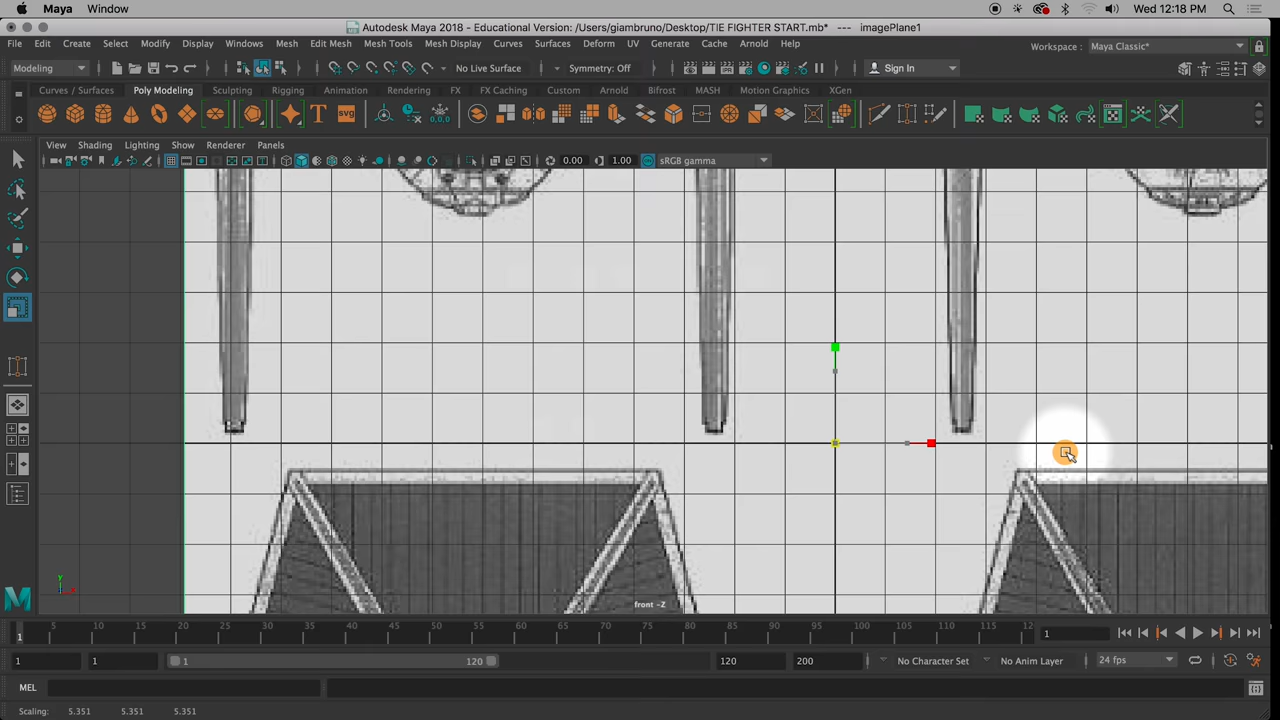 Maya Window Wed 12:18 PM
Autodesk Maya 2018 - Educational Version: /Users/giambruno/Desktop/TIE FIGHTER START.mb* --- imagePlane1
File Edit Create Select Modify Display Windows Mesh Edit Mesh Mesh Tools Mesh Display Curves Surfaces Deform UV Generate Cache Arnold Help Workspace : Maya Classic*
Modeling No Live Surface Symmetry: Off Sign In
Curves / Surfaces Poly Modeling Sculpting Rigging Animation Rendering FX FX Caching Custom Arnold Bifrost MASH Motion Graphics XGen
T svg 0,0,0
View Shading Lighting Show Renderer Panels
0.00 1.00 sRGB gamma
y
x
front -Z
5 10 15 20 25 30 35 40 45 50 55 60 65 70 75 80 85 90 95 100 105 110 115 12
1 1
1 1 1 120 120 200 No Character Set No Anim Layer 24 fps
MEL
Scaling: 5.351 5.351 5.351